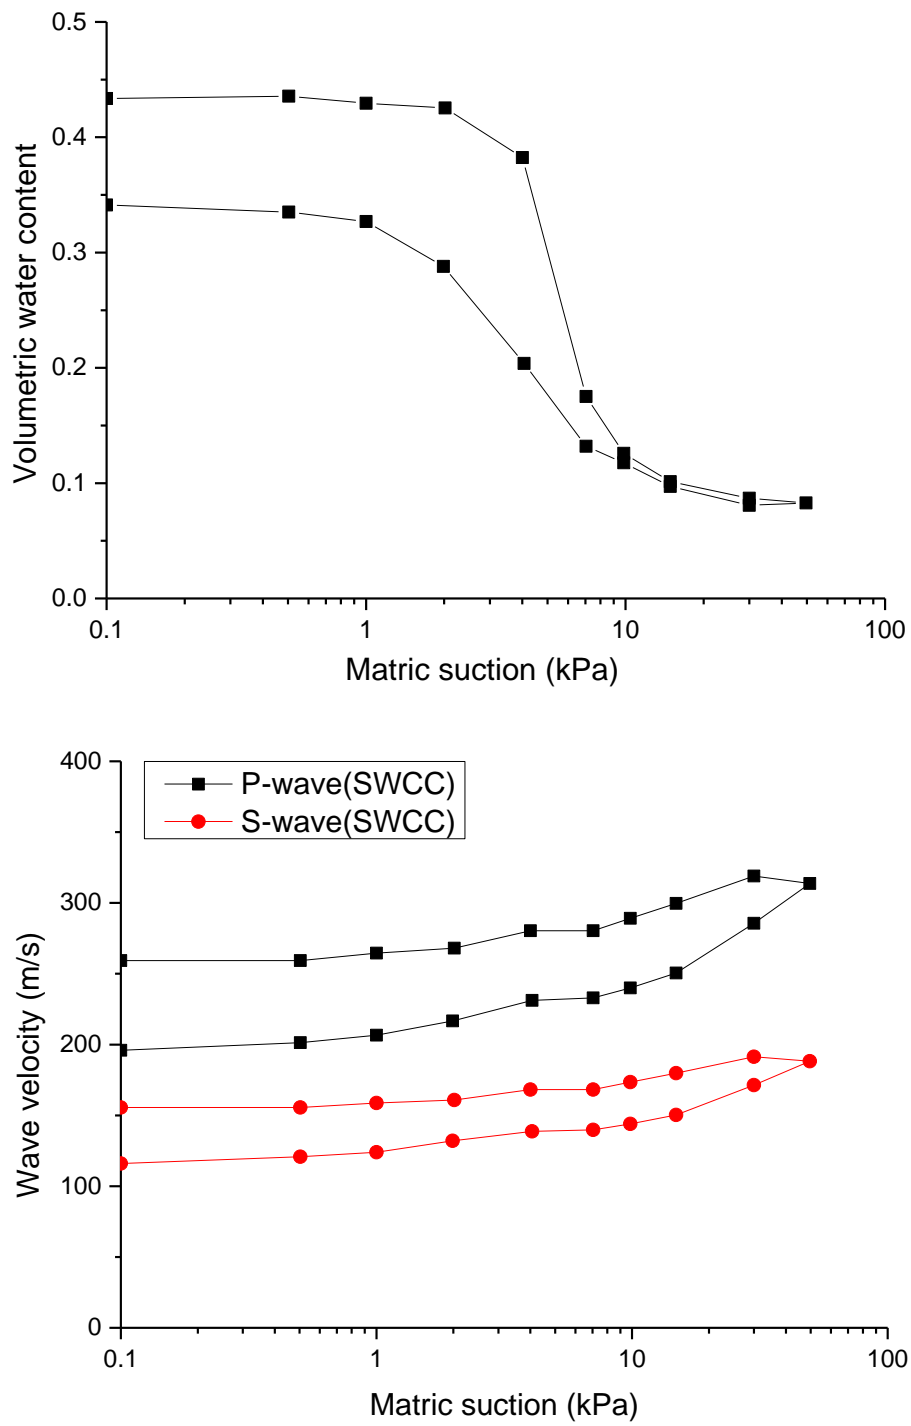 0.5
0.4
0.3
0.2
0.1
0.0
Volumetric water content
0.1 1 10 100
Matric suction (kPa)
400
300
200
100
0
Wave velocity (m/s)
P-wave(SWCC)
S-wave(SWCC)
0.1 1 10 100
Matric suction (kPa)